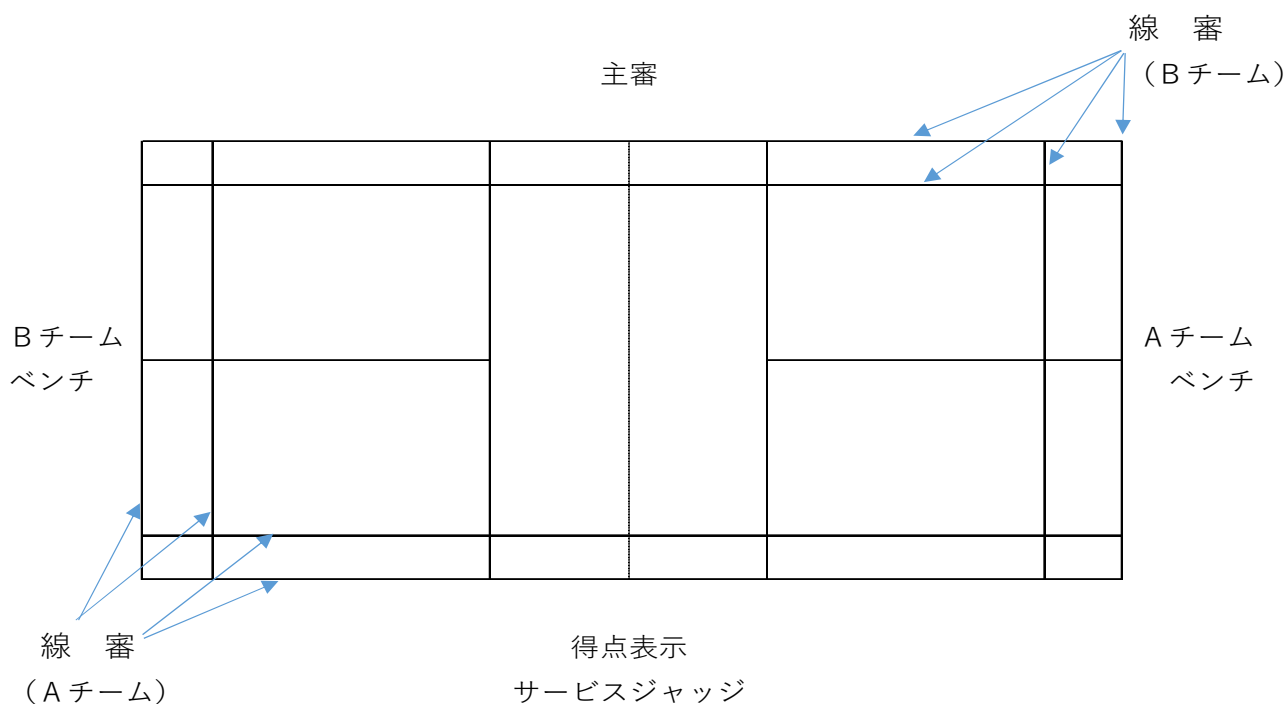 線　審
（Ｂチーム）
主審
Ｂチーム
ベンチ
Ａチーム
ベンチ
線　審
（Ａチーム）
得点表示
サービスジャッジ